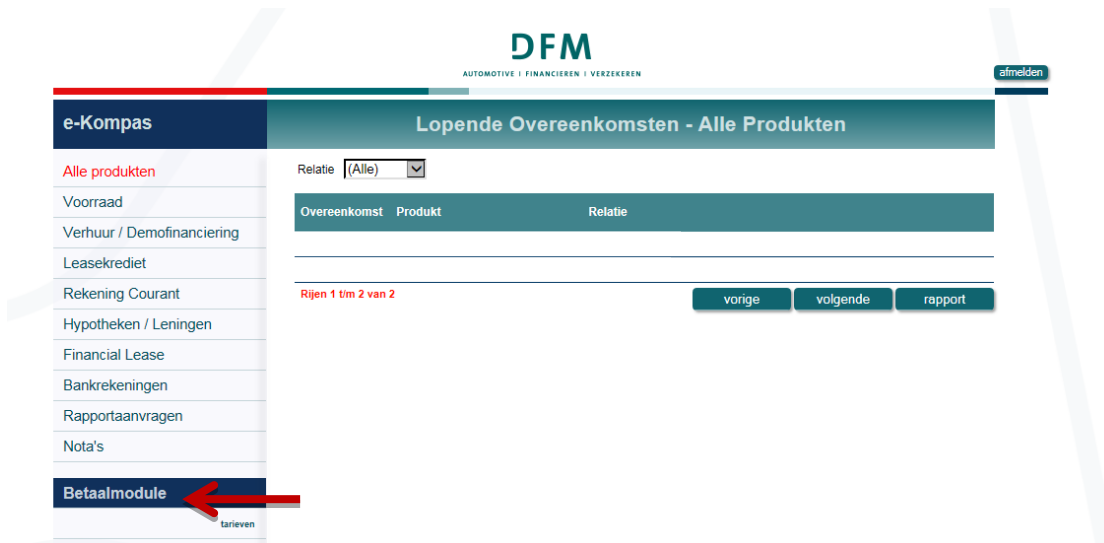 DFM
AUTOMOTIVE I FINANCIEREN I VERZEKEREN
afmelden
e-Kompas
Lopende Overeenkomsten - Alle Produkten
Alle produkten
Voorraad
Verhuur / Demofinanciering
Leasekrediet
Rekening Courant
Hypotheken / Leningen
Financial Lease
Bankrekeningen
Rapportaanvragen
Nota's
Betaalmodule
tarieven
Relatie (Alle)
Overeenkomst Produkt Relatie
Rijen 1 t/m 2 van 2
vorige volgende rapport